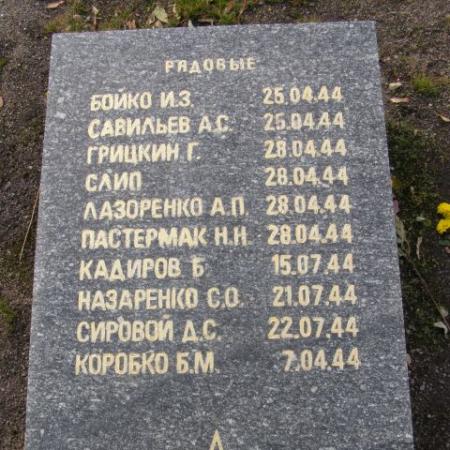 РЯДОВЫЕ
БОЙКО И.З. 25.04.44
САВИЛЬЕВ А.С. 25.04.44
ГРИЦКИН Г. 28.04.44
СЛИП 28.04.44
ЛАЗОРЕНКО А.П. 28.04.44
ПАСТЕРМАК Н.Н. 28.04.44
КАДИРОВ Б. 15.07.44
НАЗАРЕНКО С.О. 21.07.44
СИРОВОЙ Д.С. 22.07.44
КОРОБКО Б.М. 7.04.44